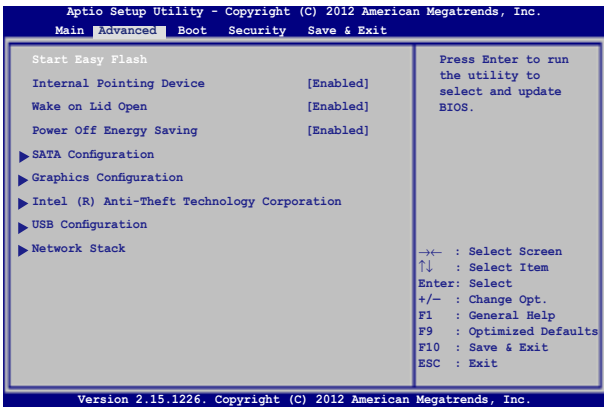 Aptio Setup Utility - Copyright (C) 2012 American Megatrends, Inc.
Main Advanced Boot Security Save & Exit
Start Easy Flash
Internal Pointing Device [Enabled]
Wake on Lid Open [Enabled]
Power Off Energy Saving [Enabled]
SATA Configuration
Graphics Configuration
Intel (R) Anti-Theft Technology Corporation
USB Configuration
Network Stack
Press Enter to run
the utility to
select and update
BIOS.
→← : Select Screen
↑↓ : Select Item
Enter: Select
+/— : Change Opt.
F1 : General Help
F9 : Optimized Defaults
F10 : Save & Exit
ESC : Exit
Version 2.15.1226. Copyright (C) 2012 American Megatrends, Inc.